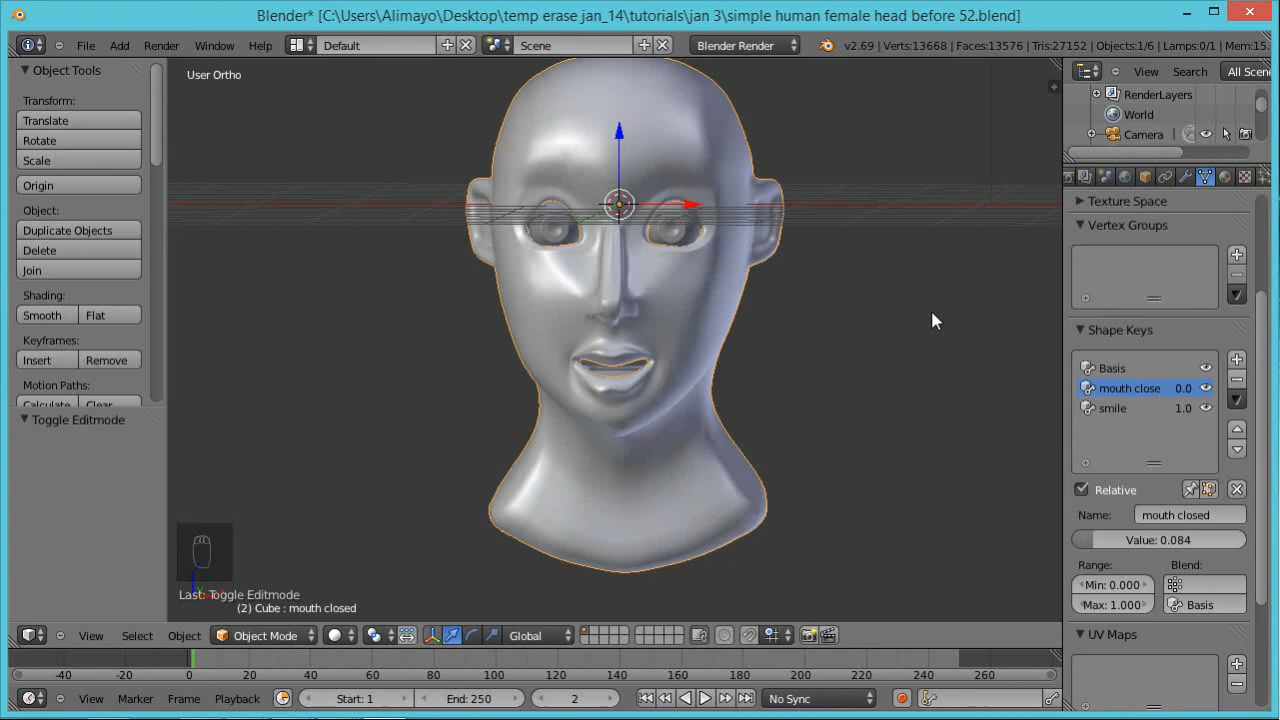 Blender* [C:\Users\Alimayo\Desktop\temp erase jan_14\tutorials\jan 3\simple human female head before 52.blend]
File Add Render Window Help Default Scene Blender Render v2.69 | Verts:13668 | Faces:13576 | Tris:27152 | Objects:1/6 | Lamps:0/1 | Mem:15.
Object Tools
Transform:
Translate
Rotate
Scale
Origin
Object:
Duplicate Objects
Delete
Join
Shading:
Smooth Flat
Keyframes:
Insert Remove
Motion Paths:
Calculate Clear
Toggle Editmode
User Ortho
Last: Toggle Editmode
(2) Cube : mouth closed
View Search All Scene
RenderLayers
World
Camera
Texture Space
Vertex Groups
Shape Keys
Basis
mouth close 0.0
smile 1.0
Relative
Name: mouth closed
Value: 0.084
Range: Blend:
Min: 0.000
Max: 1.000 Basis
UV Maps
View Select Object Object Mode Global
-40 -20 0 20 40 60 80 100 120 140 160 180 200 220 240 260
View Marker Frame Playback Start: 1 End: 250 2 No Sync